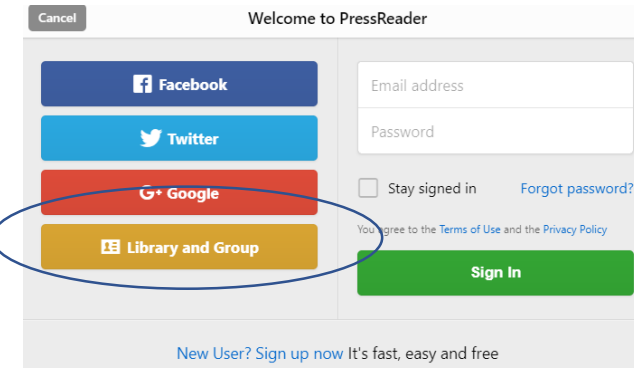 Cancel
Welcome to PressReader
Facebook
Twitter
G+ Google
Library and Group
Email address
Password
Stay signed in
Forgot password?
You agree to the Terms of Use and the Privacy Policy
Sign In
New User? Sign up now It's fast, easy and free